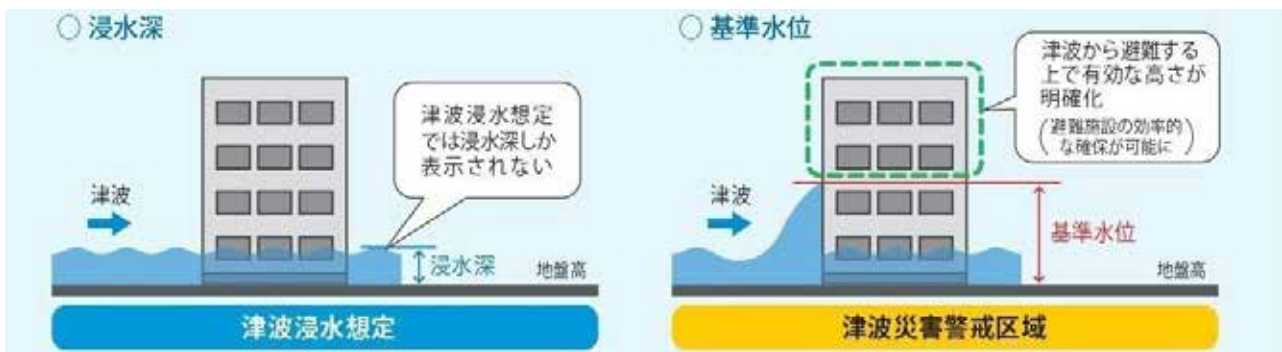 ○ 浸水深
津波浸水想定
では浸水深しか
表示されない
津波
浸水深
地盤高
津波浸水想定
○ 基準水位
津波から避難する
上で有効な高さが
明確化
(避難施設の効率的
な確保が可能に)
津波
基準水位
地盤高
津波災害警戒区域